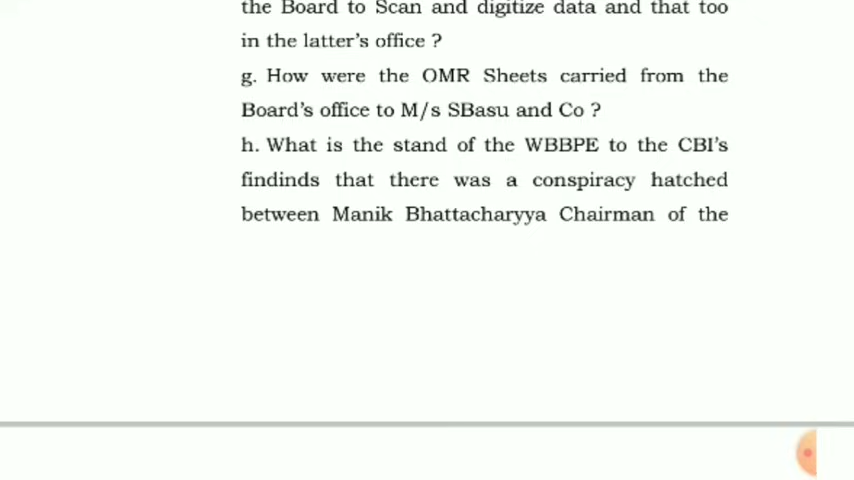 the Board to Scan and digitize data and that too
in the latter's office ?
g. How were the OMR Sheets carried from the
Board's office to M/s SBasu and Co ?
h. What is the stand of the WBBPE to the CBI's
findinds that there was a conspiracy hatched
between Manik Bhattacharyya Chairman of the